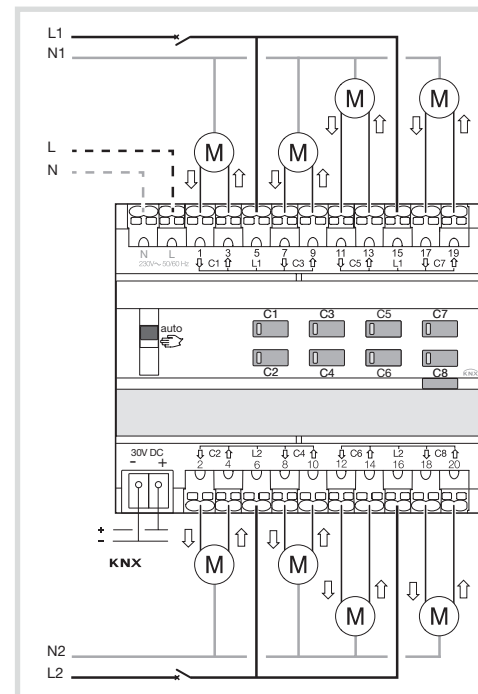 L1
N1
M M M M
L
N
N L 1 3 5 7 9 11 13 15 17 19
230V~ 50/60 Hz C1 L1 C3 C5 L1 C7
auto
C1 C3 C5 C7
C2 C4 C6 C8
KNX
30V DC C2 L2 C4 C6 L2 C8
- + 2 4 6 8 10 12 14 16 18 20
+
-
KNX
M M M M
N2
L2